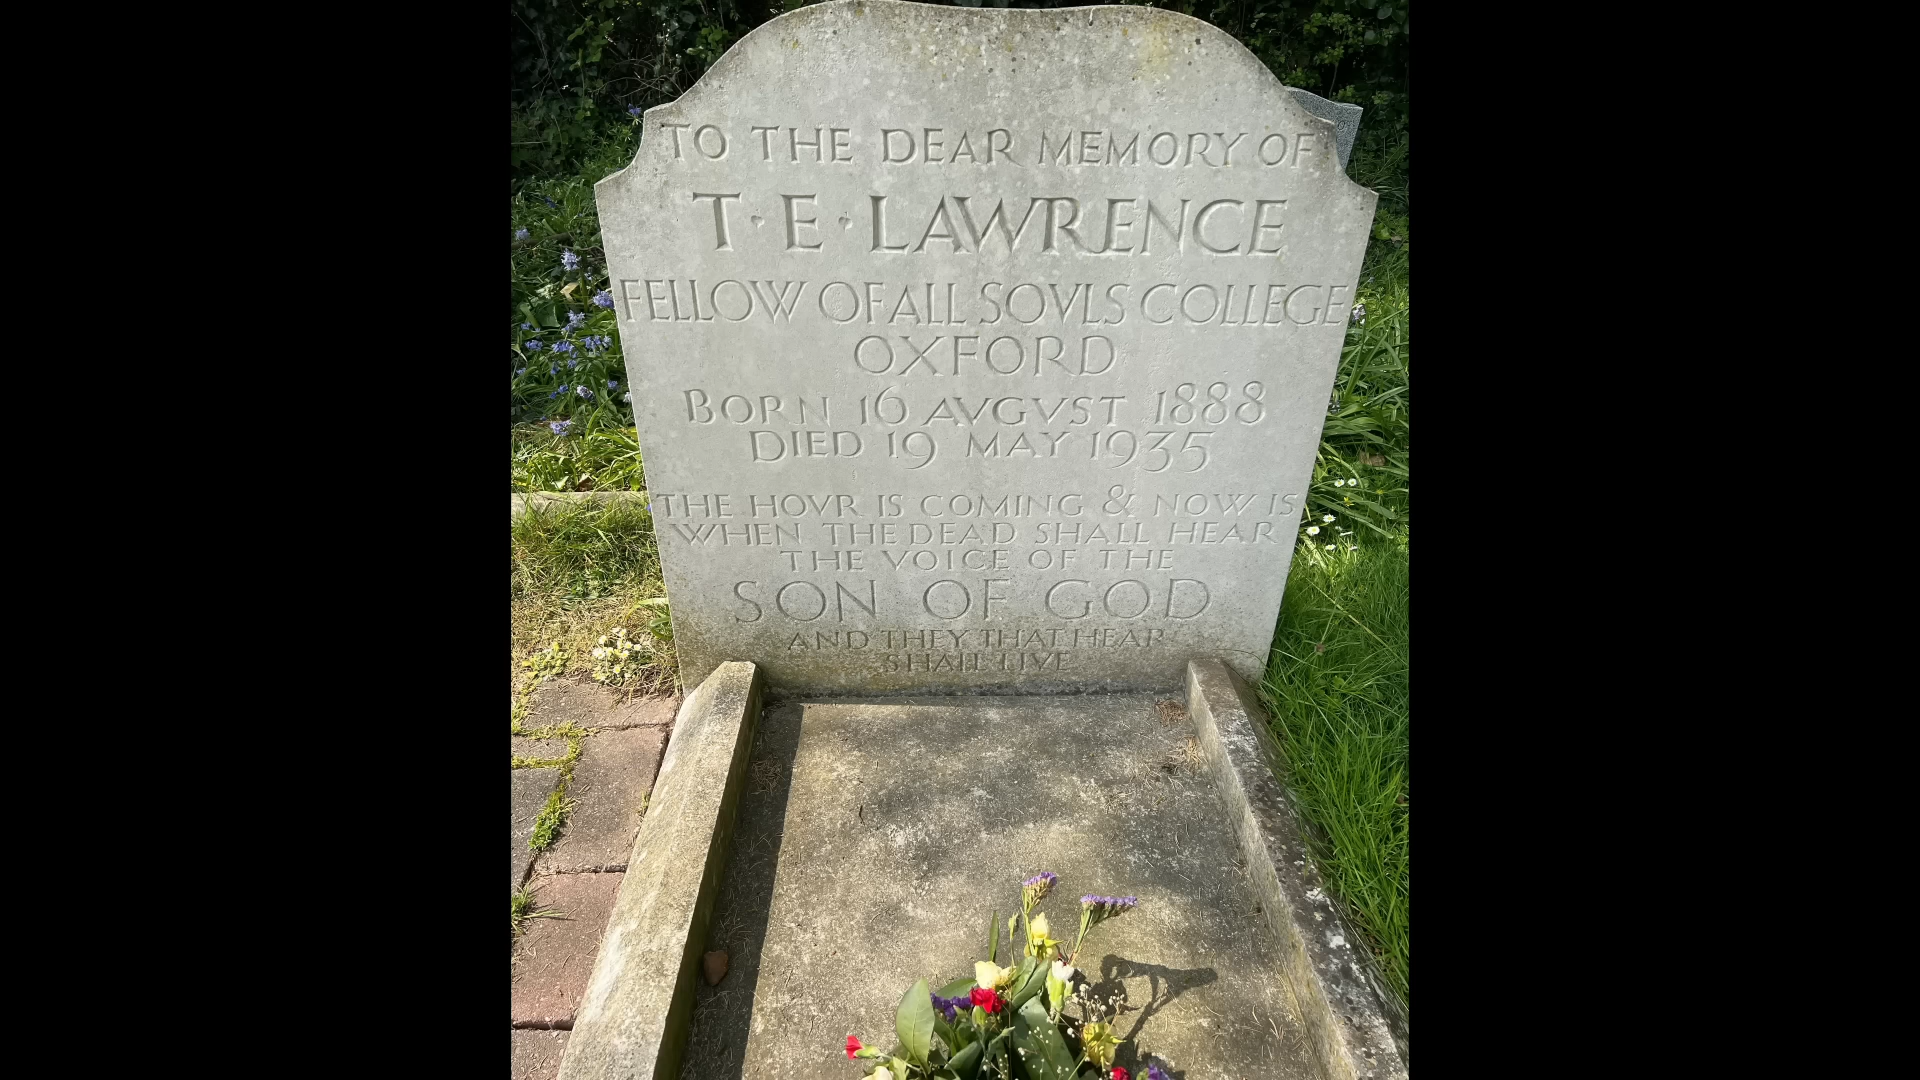 TO THE DEAR MEMORY OF
T·E·LAWRENCE
FELLOW OF ALL SOVLS COLLEGE
OXFORD
BORN 16 AVGVST 1888
DIED 19 MAY 1935
THE HOVR IS COMING & NOW IS
WHEN THE DEAD SHALL HEAR
THE VOICE OF THE
SON OF GOD
AND THEY THAT HEAR
SHALL LIVE